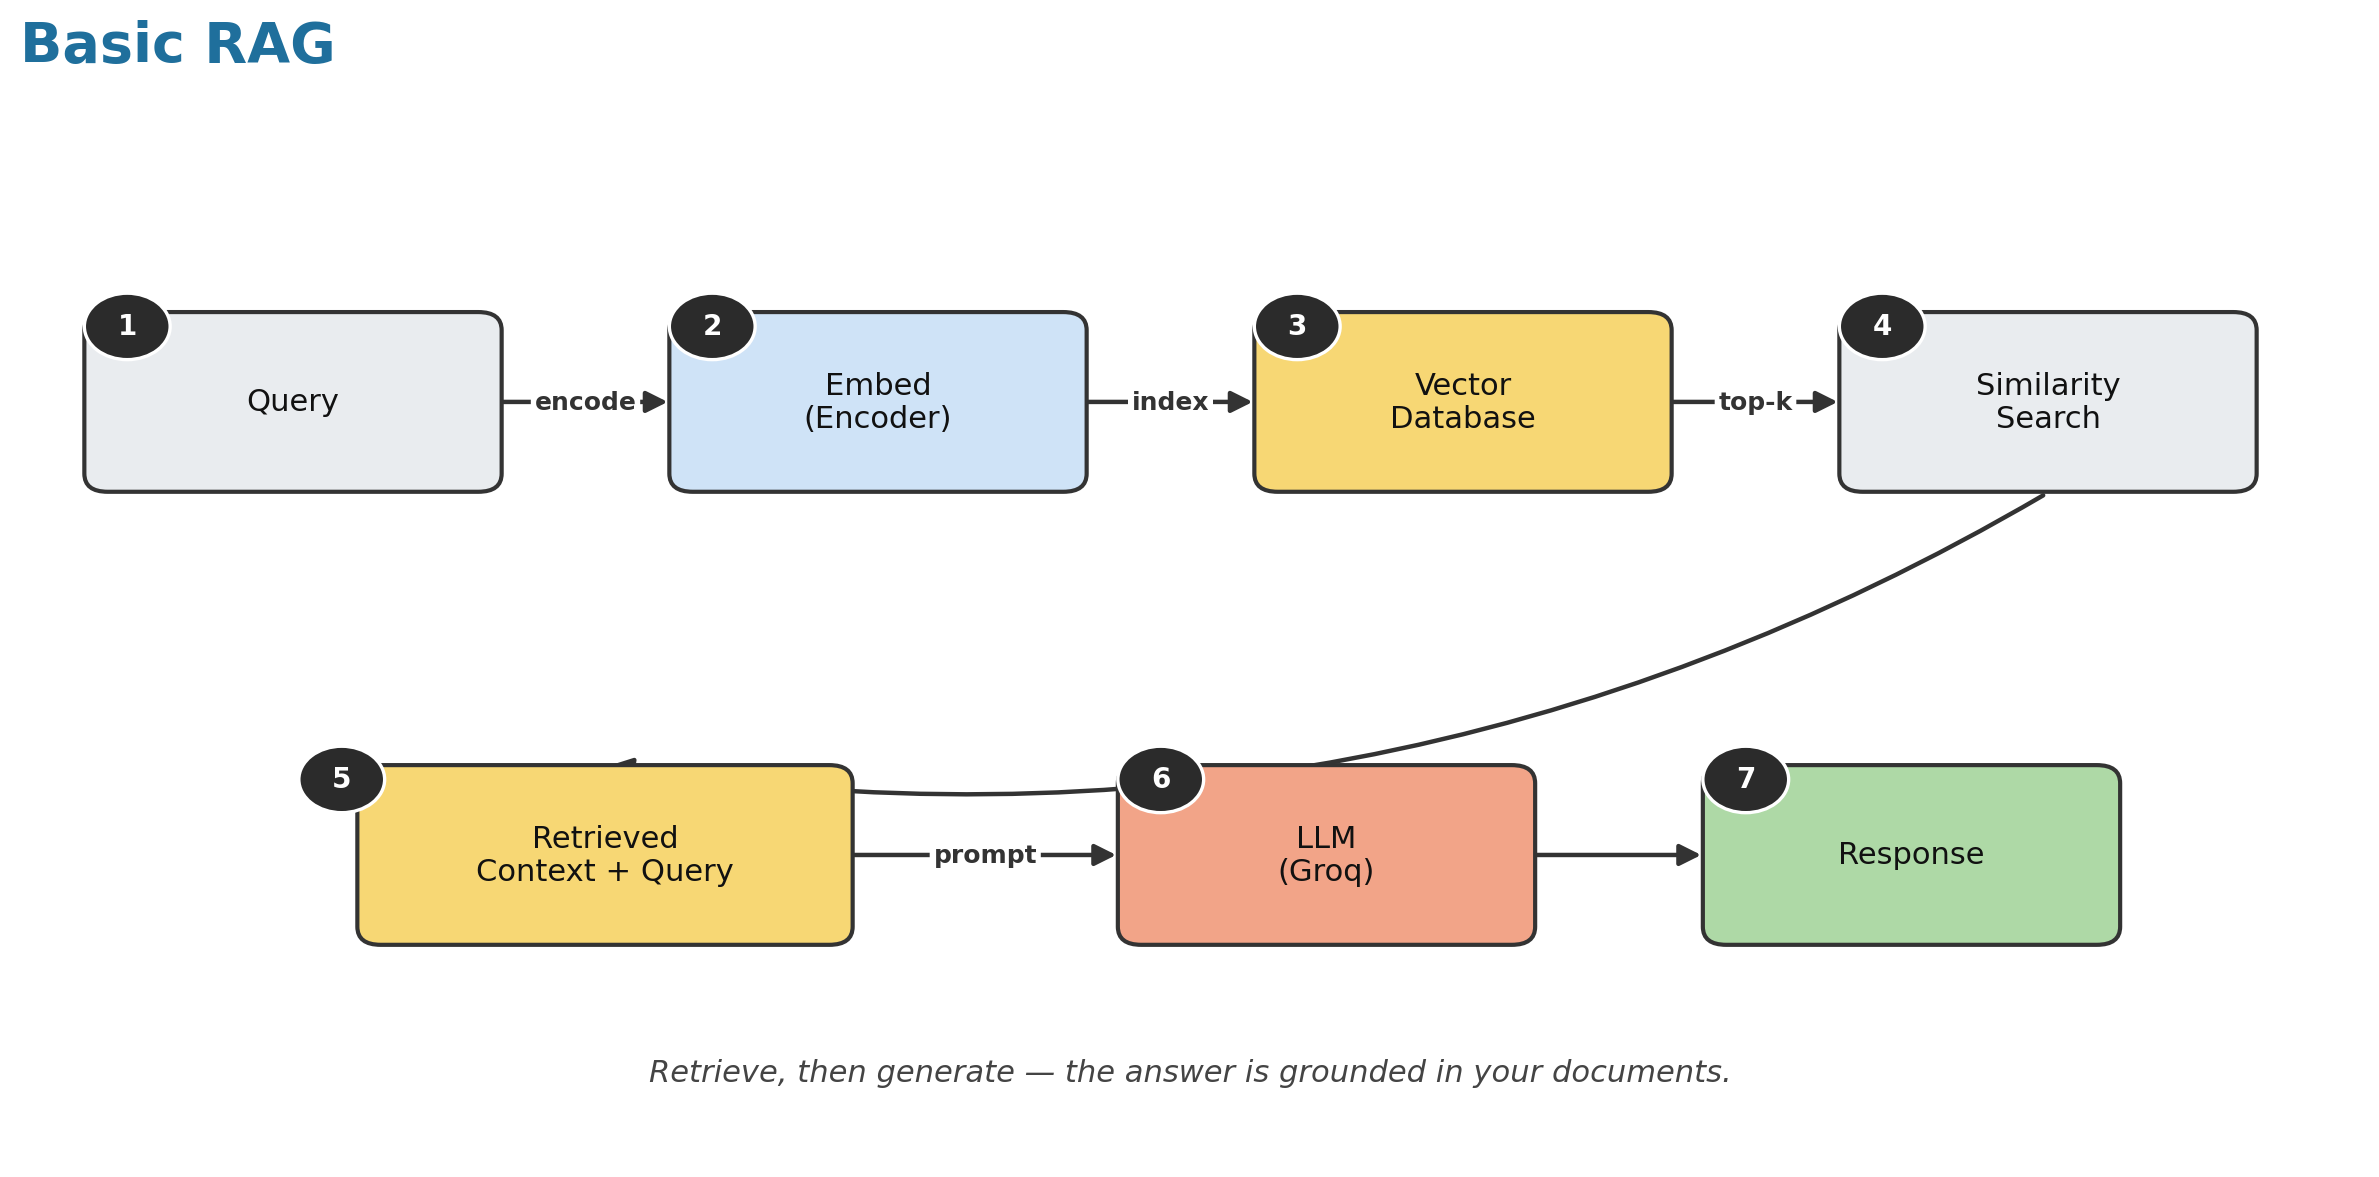 Basic RAG
1
Query
encode
2
Embed
(Encoder)
index
3
Vector
Database
top-k
4
Similarity
Search
5
Retrieved
Context + Query
prompt
6
LLM
(Groq)
7
Response
Retrieve, then generate — the answer is grounded in your documents.